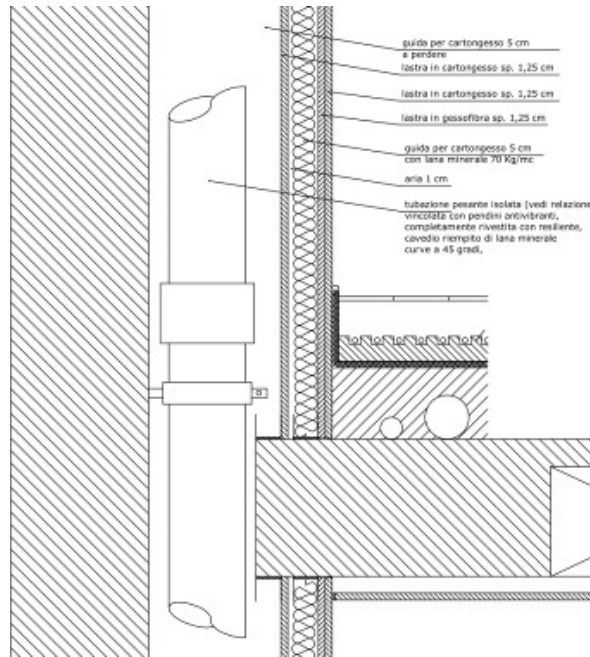 guida per cartongesso 5 cm
a perdere
lastra in cartongesso sp. 1,25 cm
lastra in cartongesso sp. 1,25 cm
lastra in gessofibra sp. 1,25 cm
guida per cartongesso 5 cm
con lana minerale 70 Kg/mc
aria 1 cm
tubazione pesante isolata (vedi relazione
vincolata con pendini antivibranti,
completamente rivestita con resiliente,
cavedio riempito di lana minerale
curve a 45 gradi,